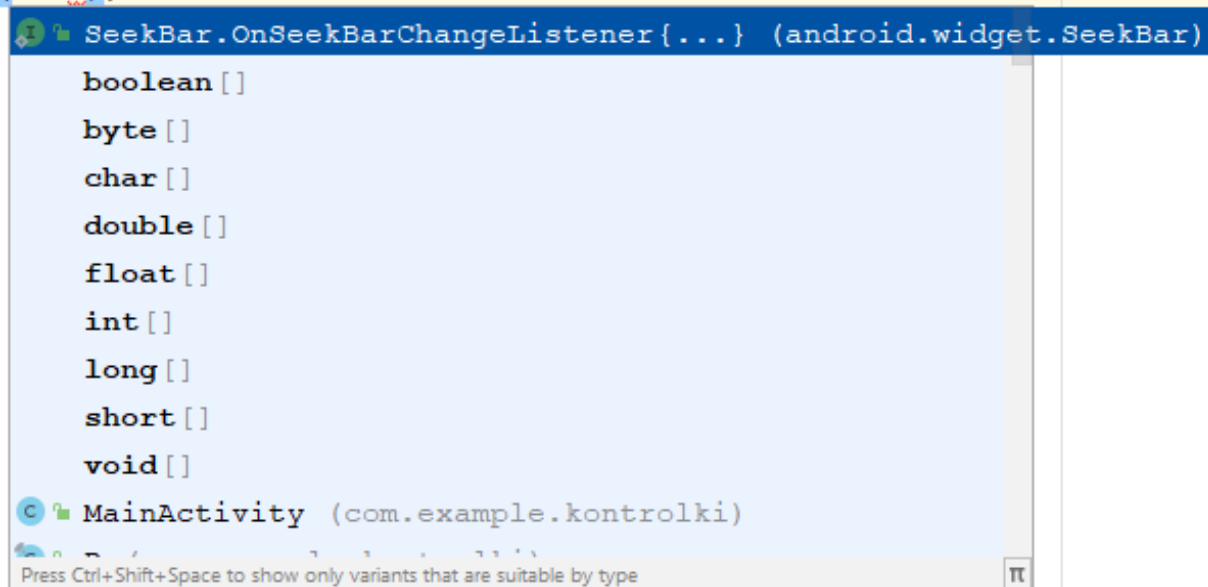 SeekBar.OnSeekBarChangeListener{...} (android.widget.SeekBar)
boolean[]
byte[]
char[]
double[]
float[]
int[]
long[]
short[]
void[]
MainActivity (com.example.kontrolki)
Press Ctrl+Shift+Space to show only variants that are suitable by type
π